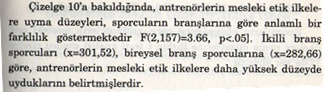 Çizelge 10'a bakıldığında, antrenörlerin mesleki etik ilkele-
re uyma düzeyleri, sporcuların branşlarına göre anlamlı bir
farklılık göstermektedir F(2,157)=3.66, p<.05]. İkili branş
sporcuları (x=301,52), bireysel branş sporcularına (x=282,66)
göre, antrenörlerin mesleki etik ilkelere daha yüksek düzeyde
uyduklarını belirtmişlerdir.